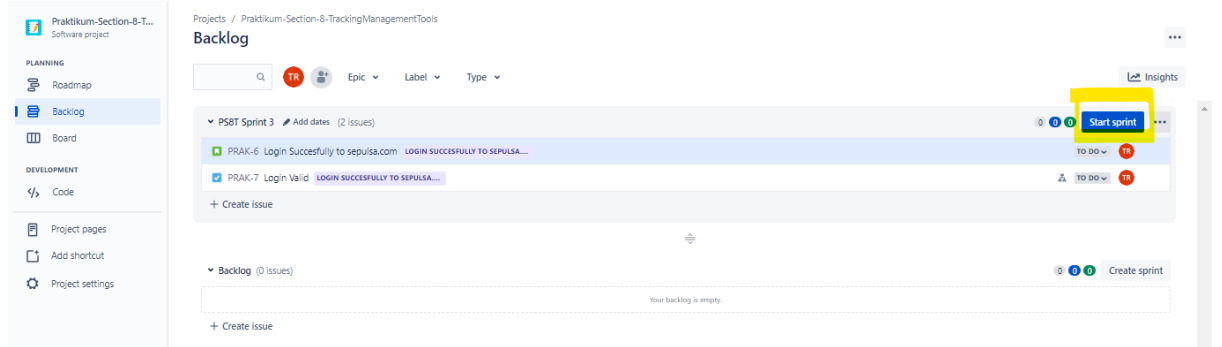 Praktikum-Section-8-T...
Software project
PLANNING
Roadmap
Backlog
Board
DEVELOPMENT
Code
Project pages
Add shortcut
Project settings
Projects / Praktikum-Section-8-TrackingManagementTools
Backlog
TR Epic Label Type Insights
PS8T Sprint 3 Add dates (2 issues) 0 0 0 Start sprint
PRAK-6 Login Succesfully to sepulsa.com LOGIN SUCCESFULLY TO SEPULSA.... TO DO TR
PRAK-7 Login Valid LOGIN SUCCESFULLY TO SEPULSA.... TO DO TR
+ Create issue
Backlog (0 issues) 0 0 0 Create sprint
Your backlog is empty.
+ Create issue